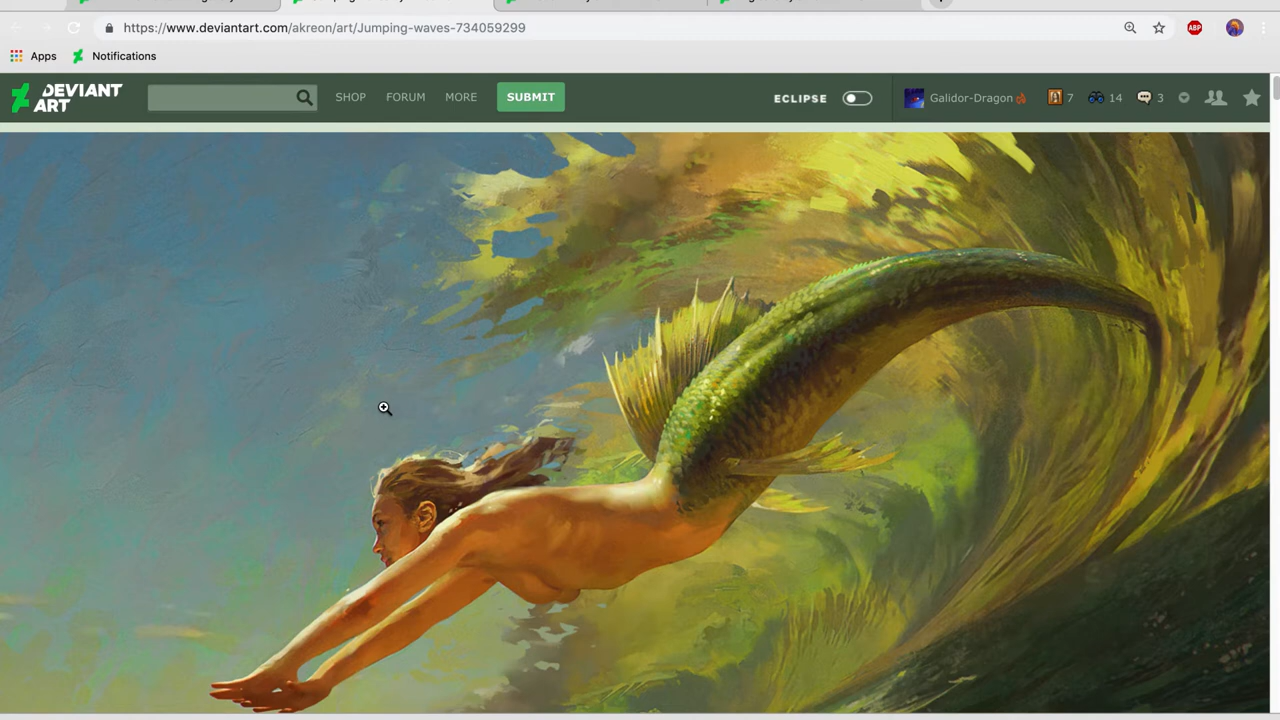 https://www.deviantart.com/akreon/art/Jumping-waves-734059299
ABP
Apps
Notifications
DEVIANT ART
SHOP
FORUM
MORE
SUBMIT
ECLIPSE
Galidor-Dragon
7
14
3